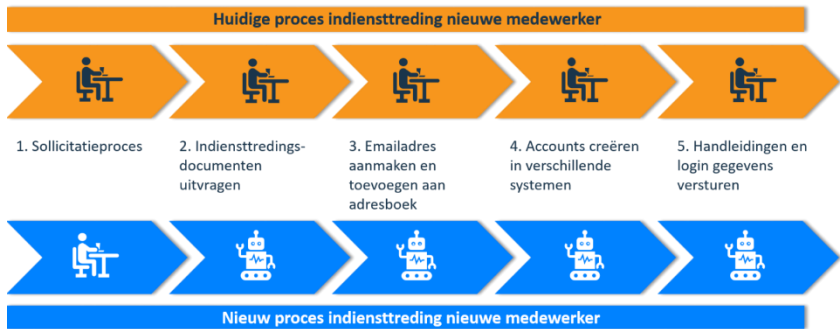 Huidige proces indiensttreding nieuwe medewerker
1. Sollicitatieproces
2. Indiensttredings-
documenten
uitvragen
3. Emailadres
aanmaken en
toevoegen aan
adresboek
4. Accounts creëren
in verschillende
systemen
5. Handleidingen en
login gegevens
versturen
Nieuw proces indiensttreding nieuwe medewerker